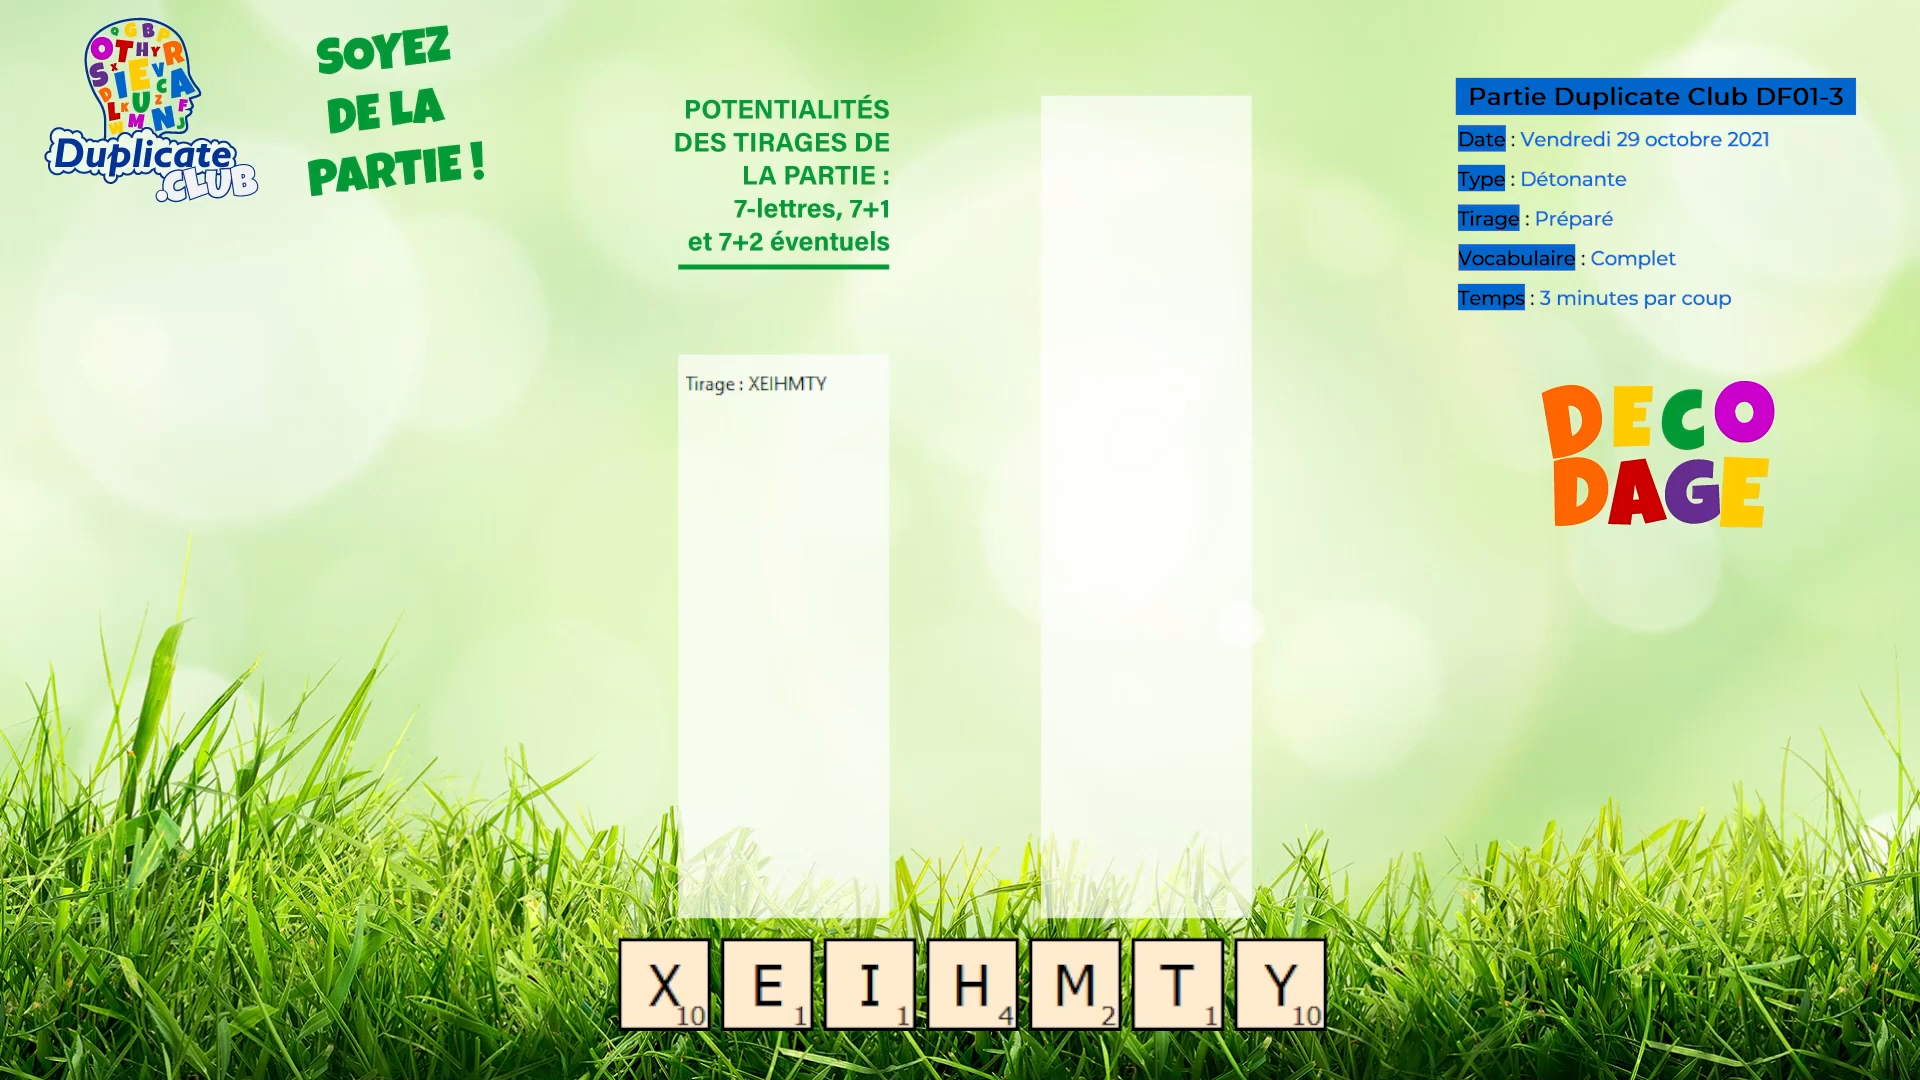 Duplicate
.CLUB
SOYEZ
DE LA
PARTIE !
POTENTIALITÉS
DES TIRAGES DE
LA PARTIE :
7-lettres, 7+1
et 7+2 éventuels
Tirage : XEIHMTY
Partie Duplicate Club DF01-3
Date : Vendredi 29 octobre 2021
Type : Détonante
Tirage : Préparé
Vocabulaire : Complet
Temps : 3 minutes par coup
DECO
DAGE
X10 E1 I1 H4 M2 T1 Y10